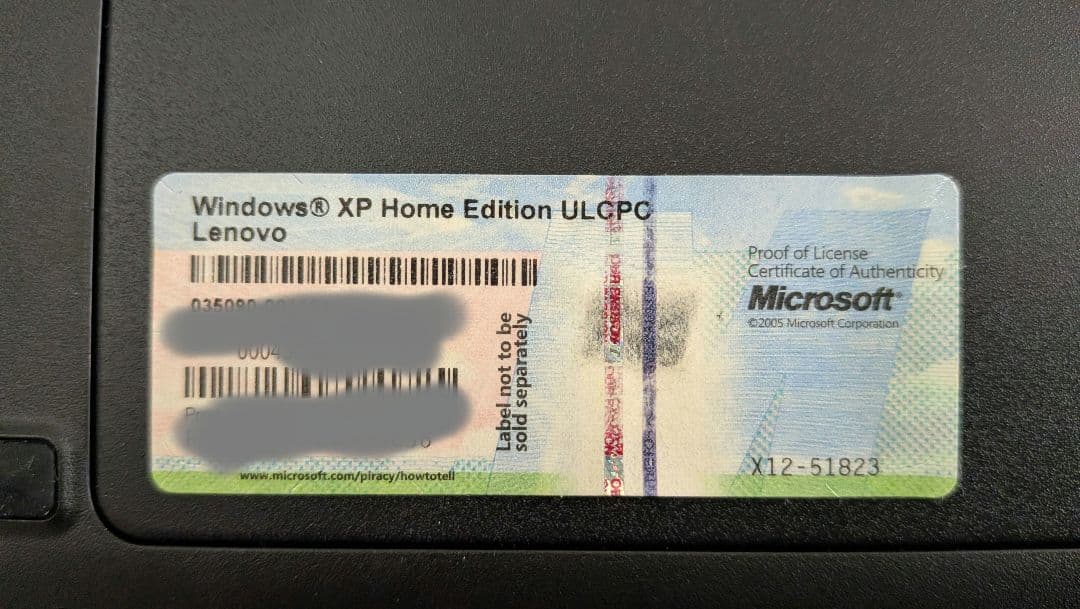 Windows® XP Home Edition ULCPC
Lenovo
0004
Label not to be
sold separately
www.microsoft.com/piracy/howtotell
Proof of License
Certificate of Authenticity
Microsoft®
©2005 Microsoft Corporation
X12-51823